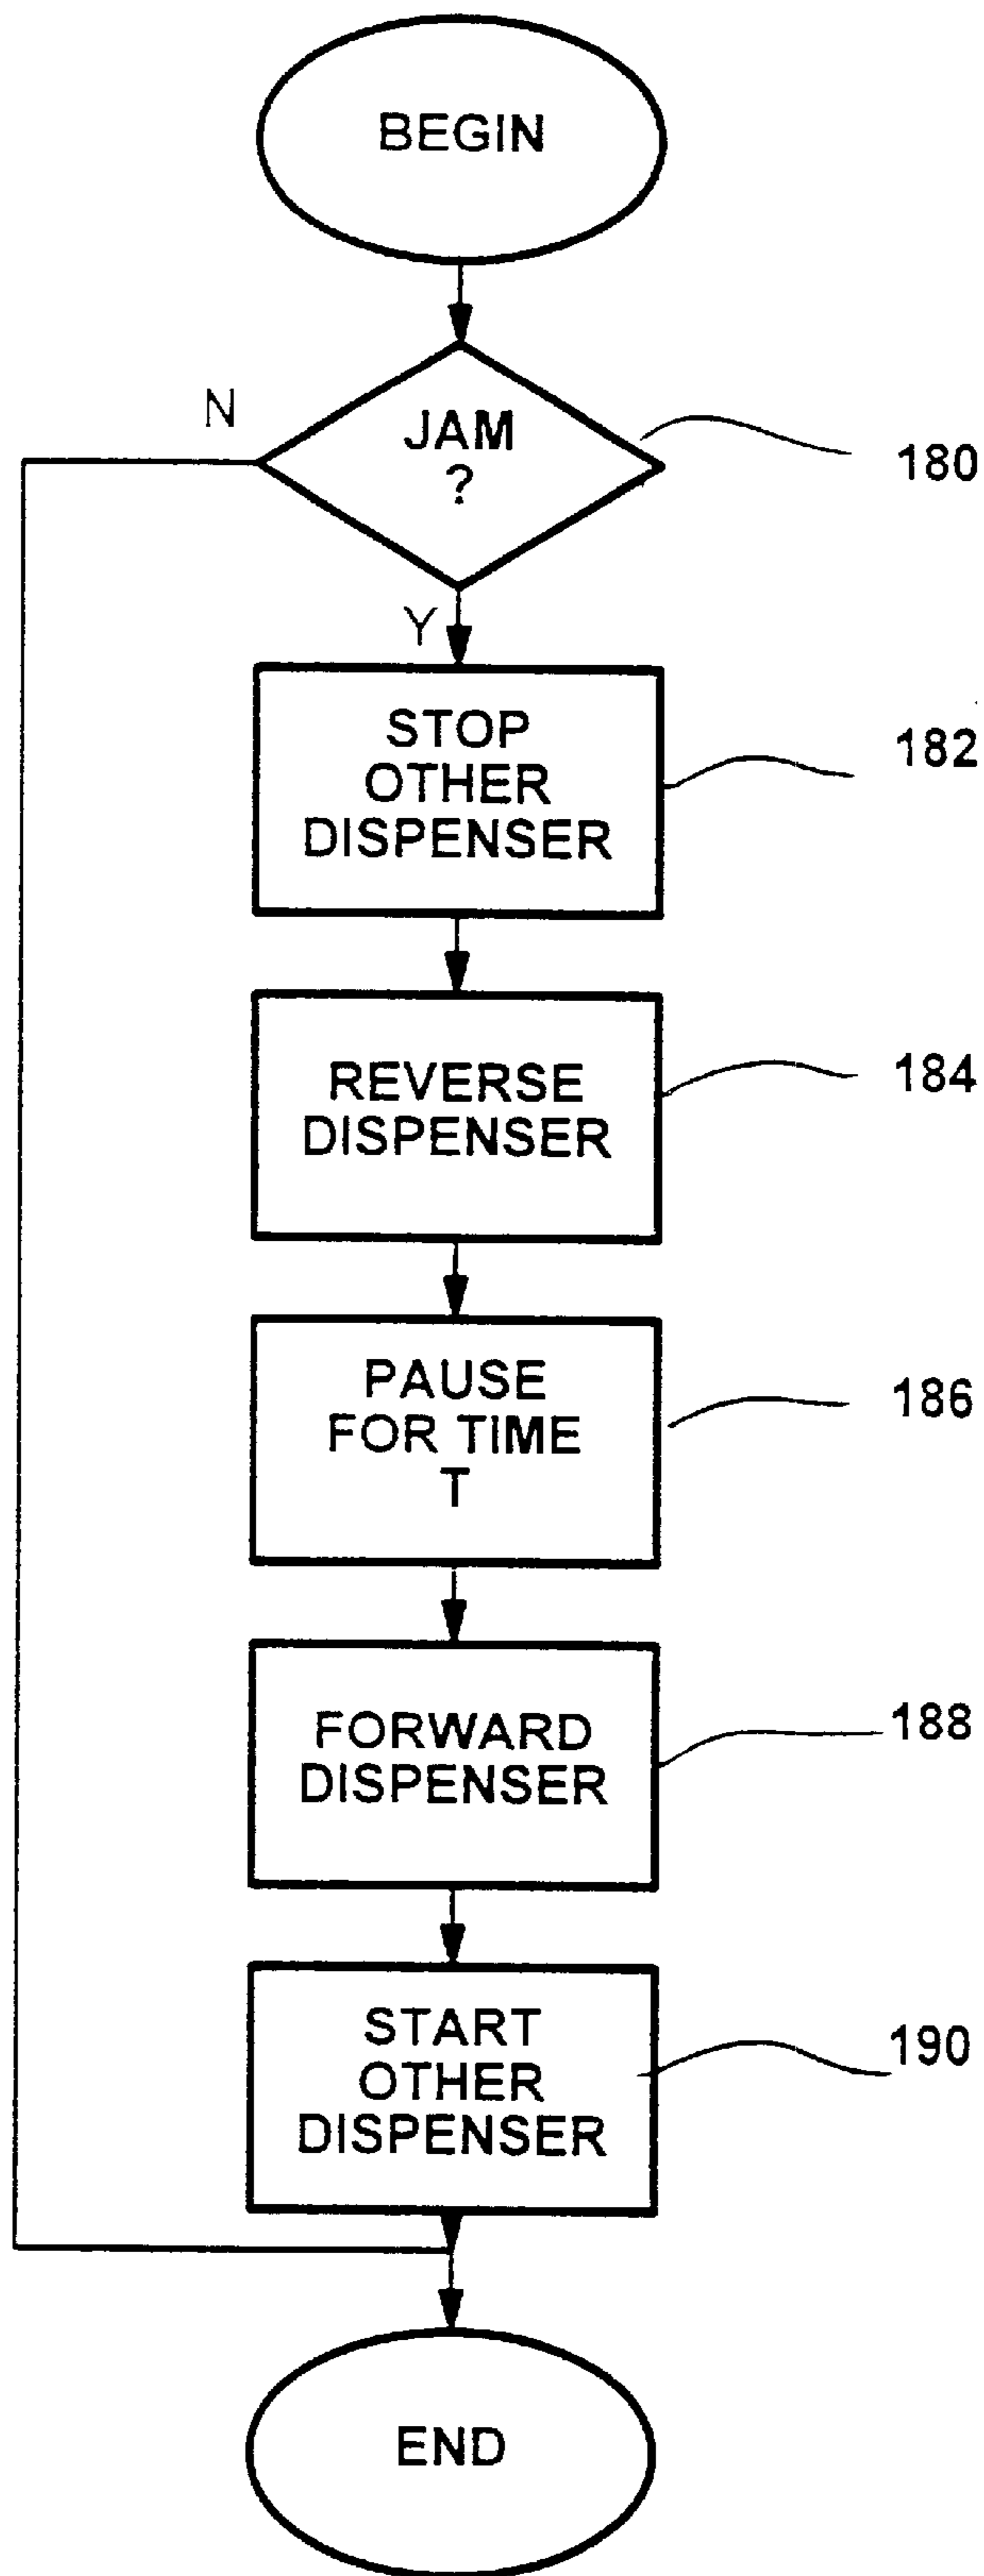 BEGIN
N
JAM
?
180
Y
STOP
OTHER
DISPENSER
182
REVERSE
DISPENSER
184
PAUSE
FOR TIME
T
186
FORWARD
DISPENSER
188
START
OTHER
DISPENSER
190
END